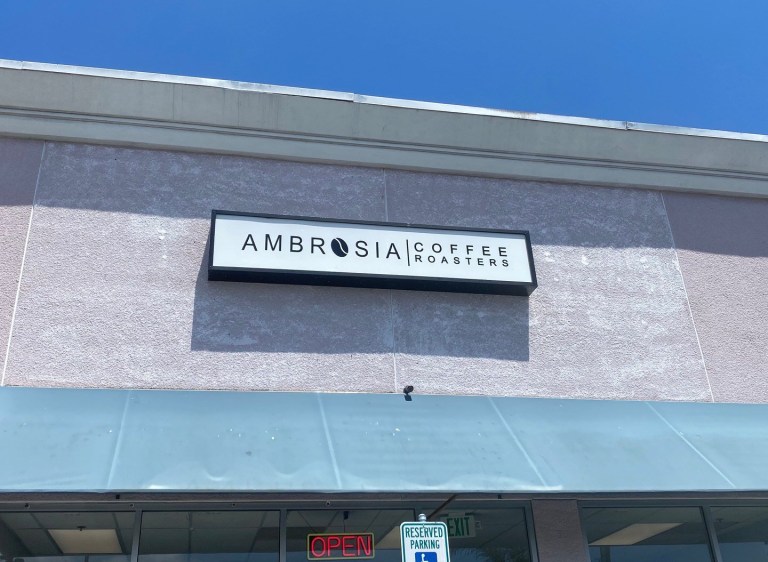 AMBROSIA
COFFEE
ROASTERS
OPEN
EXIT
RESERVED
PARKING